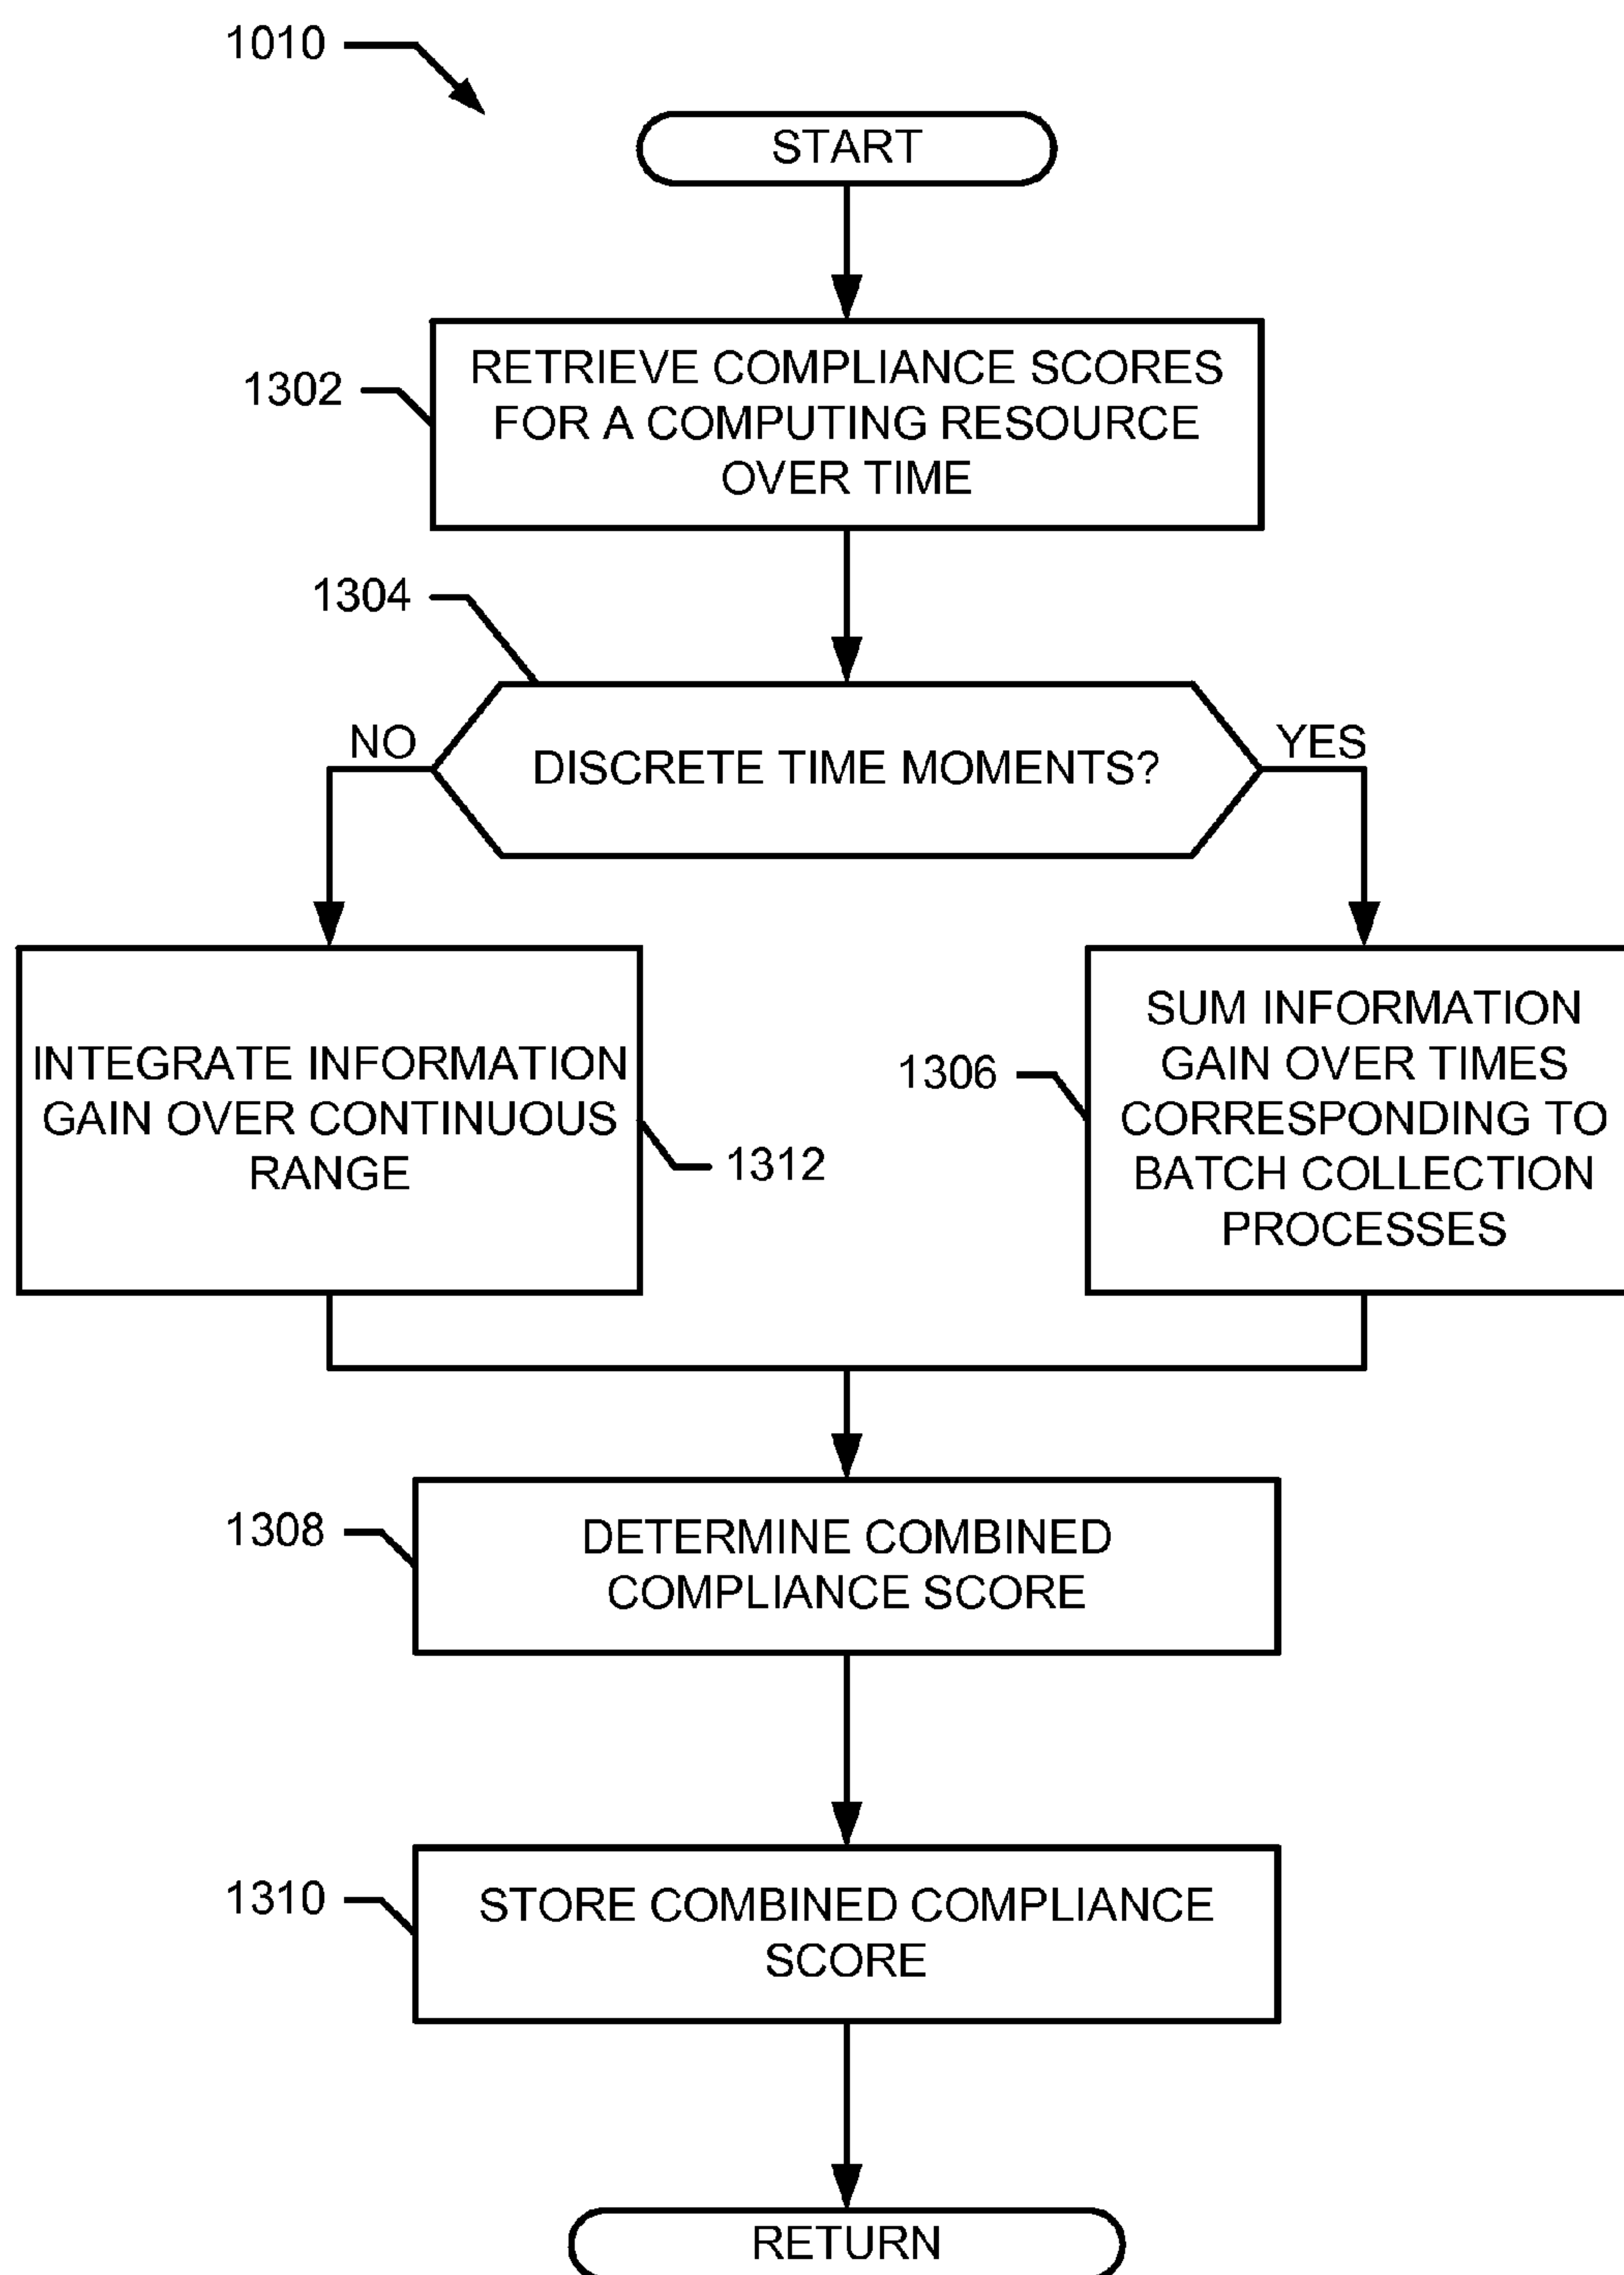 1010
START
1302
RETRIEVE COMPLIANCE SCORES
FOR A COMPUTING RESOURCE
OVER TIME
1304
NO
DISCRETE TIME MOMENTS?
YES
INTEGRATE INFORMATION
GAIN OVER CONTINUOUS
RANGE
1312
1306
SUM INFORMATION
GAIN OVER TIMES
CORRESPONDING TO
BATCH COLLECTION
PROCESSES
1308
DETERMINE COMBINED
COMPLIANCE SCORE
1310
STORE COMBINED COMPLIANCE
SCORE
RETURN